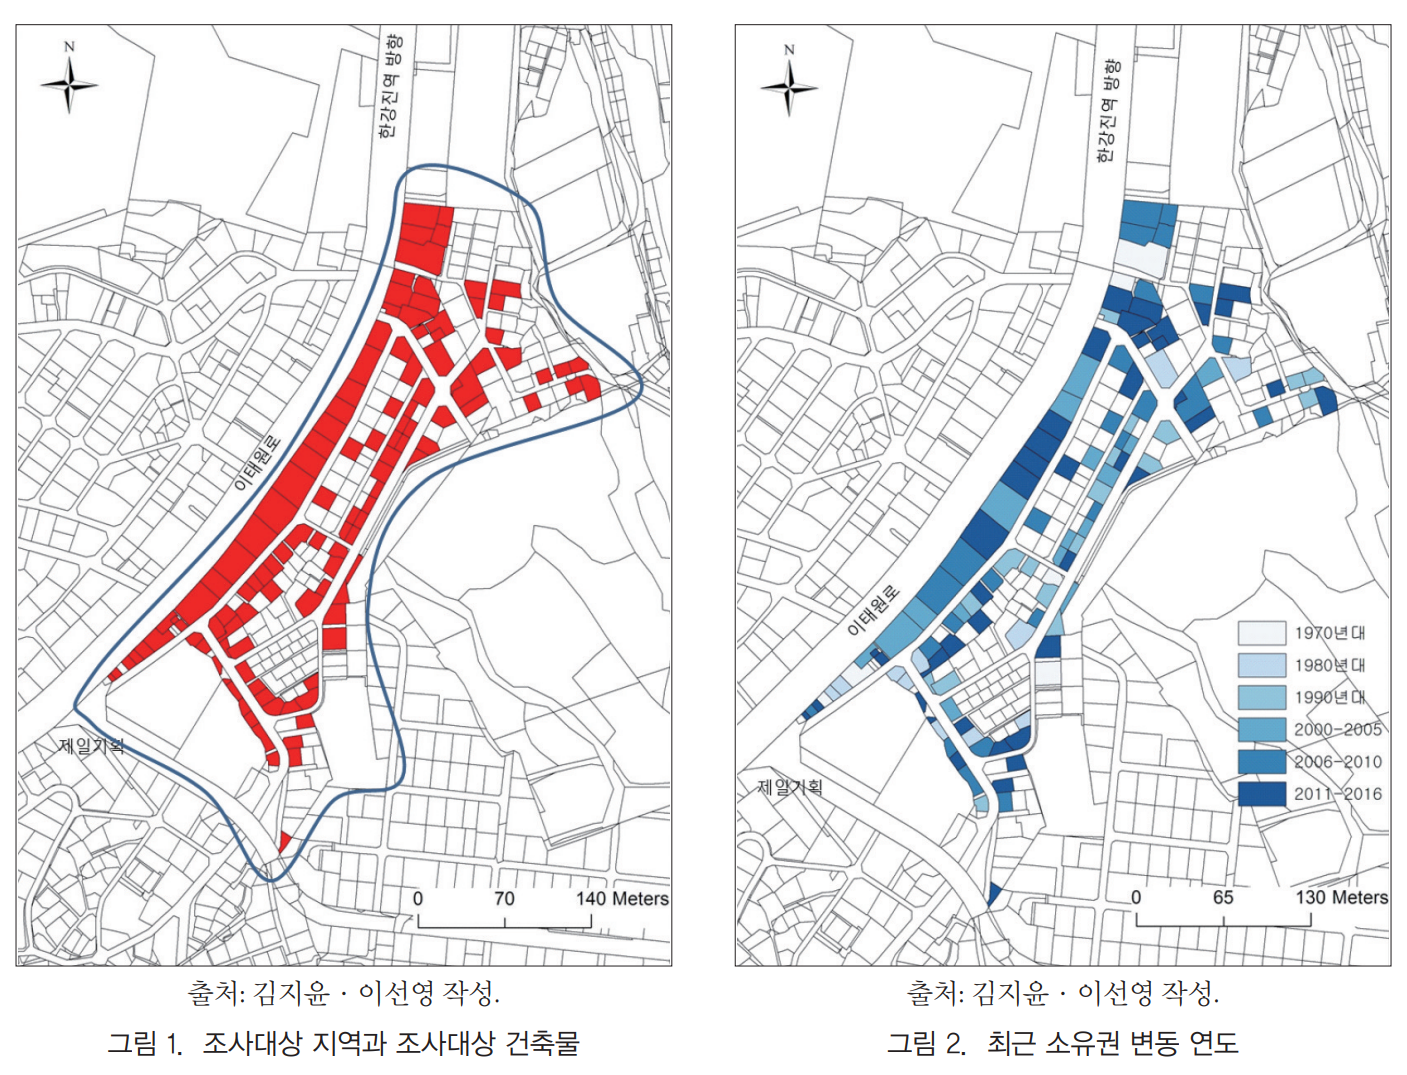 N
한강진역 방향
이태원로
제일기획
0 70 140 Meters
출처: 김지윤 · 이선영 작성.
그림 1. 조사대상 지역과 조사대상 건축물
N
한강진역 방향
이태원로
제일기획
1970년대
1980년대
1990년대
2000-2005
2006-2010
2011-2016
0 65 130 Meters
출처: 김지윤 · 이선영 작성.
그림 2. 최근 소유권 변동 연도